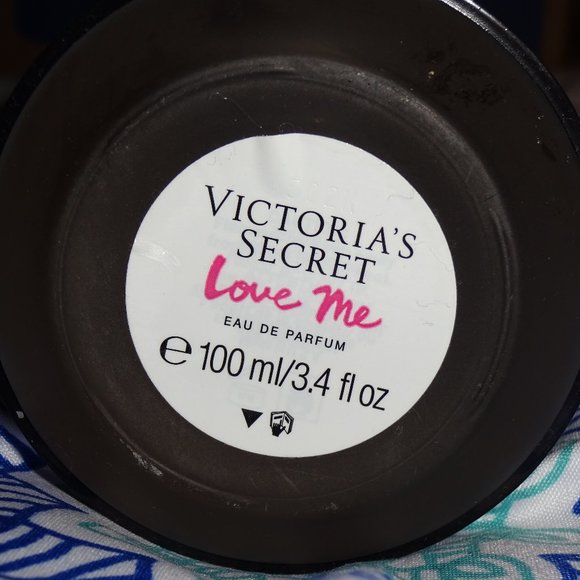 VICTORIA'S
SECRET
Love Me
EAU DE PARFUM
℮ 100 ml/3.4 fl oz